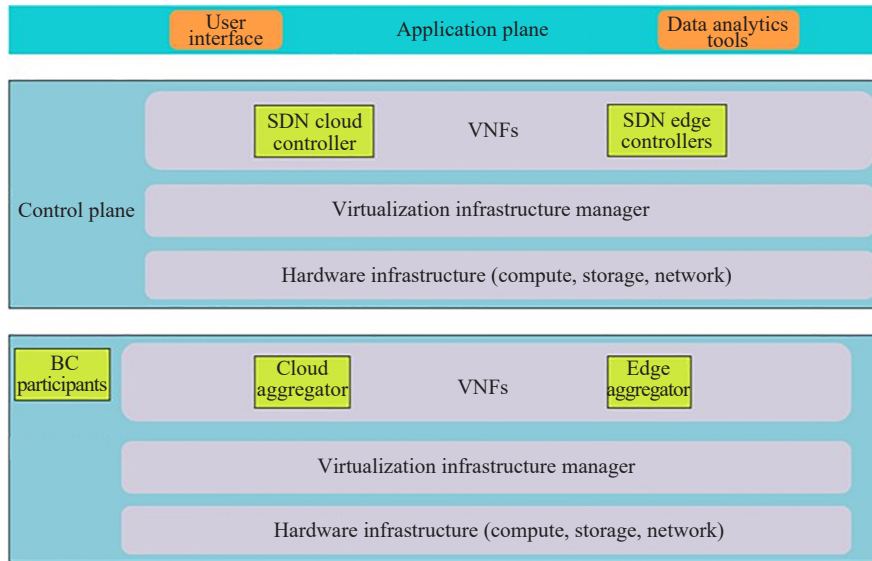 User
interface
Application plane
Data analytics
tools
SDN cloud
controller
VNFs
SDN edge
controllers
Control plane
Virtualization infrastructure manager
Hardware infrastructure (compute, storage, network)
BC
participants
Cloud
aggregator
VNFs
Edge
aggregator
Virtualization infrastructure manager
Hardware infrastructure (compute, storage, network)